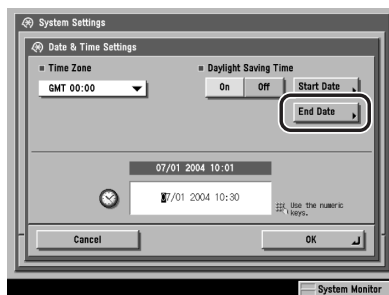 System Settings
Date & Time Settings
Time Zone
GMT 00:00
Daylight Saving Time
On Off Start Date
End Date
07/01 2004 10:01
07/01 2004 10:30
Use the numeric
keys.
Cancel OK
System Monitor